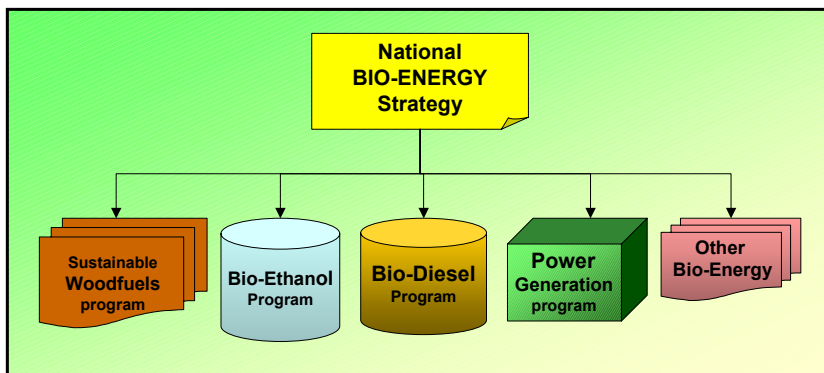 National
BIO-ENERGY
Strategy
Sustainable
Woodfuels
program
Bio-Ethanol
Program
Bio-Diesel
Program
Power
Generation
program
Other
Bio-Energy